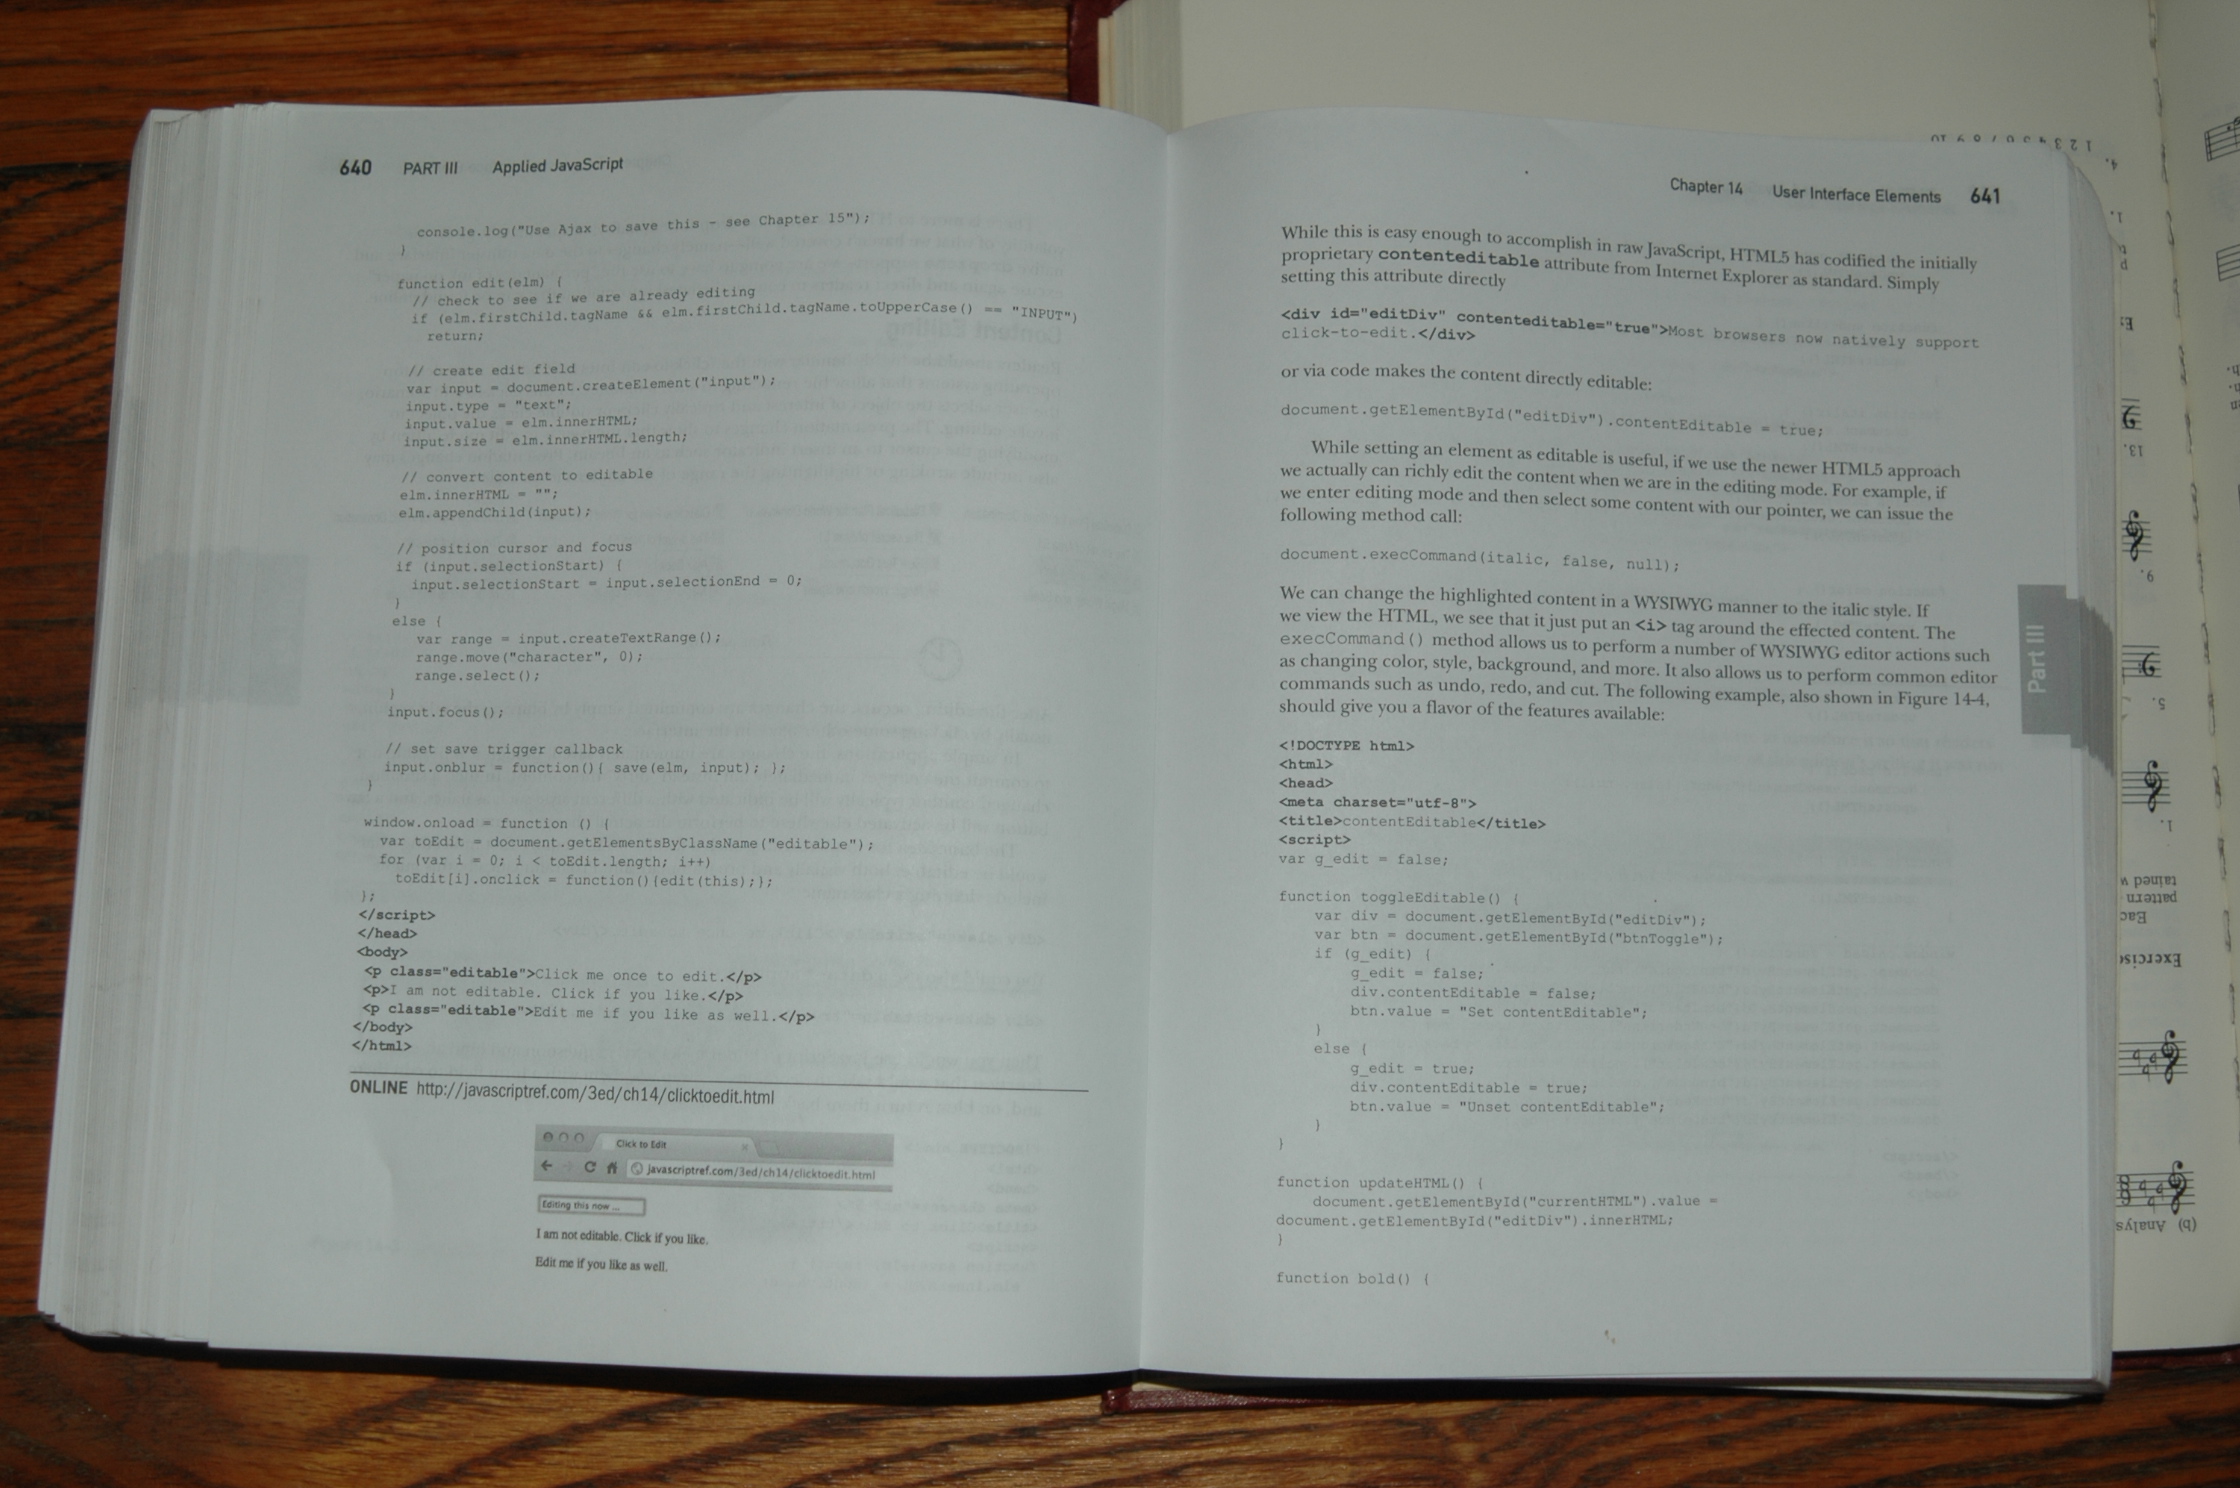 640 PART III Applied JavaScript
console.log("Use Ajax to save this - see Chapter 15");
}
function edit(elm) {
// check to see if we are already editing
if (elm.firstChild.tagName && elm.firstChild.tagName.toUpperCase() == "INPUT")
return;
// create edit field
var input = document.createElement("input");
input.type = "text";
input.value = elm.innerHTML;
input.size = elm.innerHTML.length;
// convert content to editable
elm.innerHTML = "";
elm.appendChild(input);
// position cursor and focus
if (input.selectionStart) {
input.selectionStart = input.selectionEnd = 0;
}
else {
var range = input.createTextRange();
range.move("character", 0);
range.select();
}
input.focus();
// set save trigger callback
input.onblur = function(){ save(elm, input); };
}
window.onload = function () {
var toEdit = document.getElementsByClassName("editable");
for (var i = 0; i < toEdit.length; i++)
toEdit[i].onclick = function(){edit(this);};
};
</script>
</head>
<body>
<p class="editable">Click me once to edit.</p>
<p>I am not editable. Click if you like.</p>
<p class="editable">Edit me if you like as well.</p>
</body>
</html>
ONLINE http://javascriptref.com/3ed/ch14/clicktoedit.html
Click to Edit
javascriptref.com/3ed/ch14/clicktoedit.html
Editing this now ...
I am not editable. Click if you like.
Edit me if you like as well.
Chapter 14 User Interface Elements 641
While this is easy enough to accomplish in raw JavaScript, HTML5 has codified the initially
proprietary contenteditable attribute from Internet Explorer as standard. Simply
setting this attribute directly
<div id="editDiv" contenteditable="true">Most browsers now natively support
click-to-edit.</div>
or via code makes the content directly editable:
document.getElementById("editDiv").contentEditable = true;
While setting an element as editable is useful, if we use the newer HTML5 approach
we actually can richly edit the content when we are in the editing mode. For example, if
we enter editing mode and then select some content with our pointer, we can issue the
following method call:
document.execCommand(italic, false, null);
We can change the highlighted content in a WYSIWYG manner to the italic style. If
we view the HTML, we see that it just put an <i> tag around the effected content. The
execCommand() method allows us to perform a number of WYSIWYG editor actions such
as changing color, style, background, and more. It also allows us to perform common editor
commands such as undo, redo, and cut. The following example, also shown in Figure 14-4,
should give you a flavor of the features available:
<!DOCTYPE html>
<html>
<head>
<meta charset="utf-8">
<title>contentEditable</title>
<script>
var g_edit = false;
function toggleEditable() {
var div = document.getElementById("editDiv");
var btn = document.getElementById("btnToggle");
if (g_edit) {
g_edit = false;
div.contentEditable = false;
btn.value = "Set contentEditable";
}
else {
g_edit = true;
div.contentEditable = true;
btn.value = "Unset contentEditable";
}
}
function updateHTML() {
document.getElementById("currentHTML").value =
document.getElementById("editDiv").innerHTML;
}
function bold() {
Part III
(b) Analys
Exercise
Eac
pattern
tained w
1.
5.
9.
13.